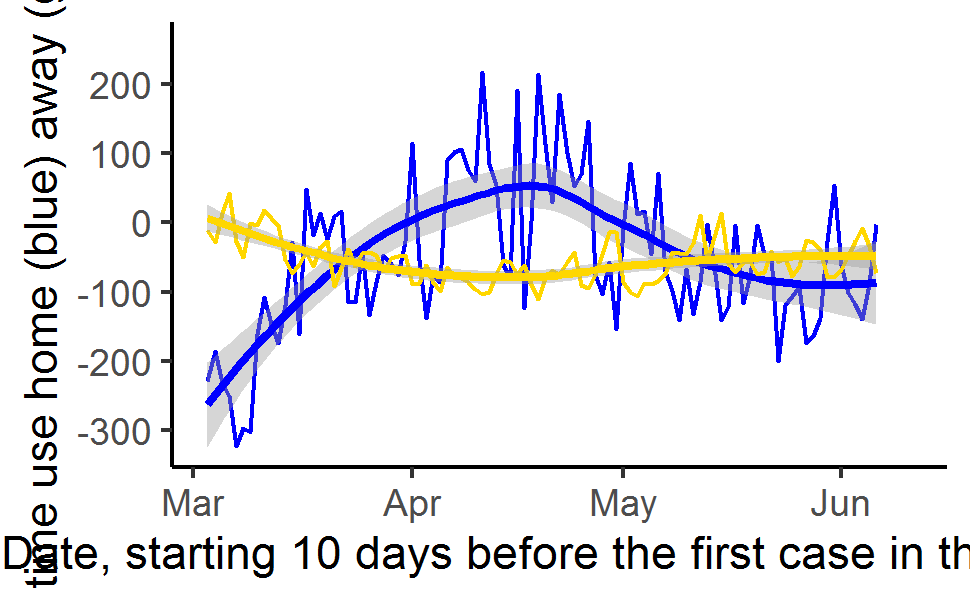 time use home (blue) away (
200
100
0
-100
-200
-300
Mar Apr May Jun
Date, starting 10 days before the first case in th